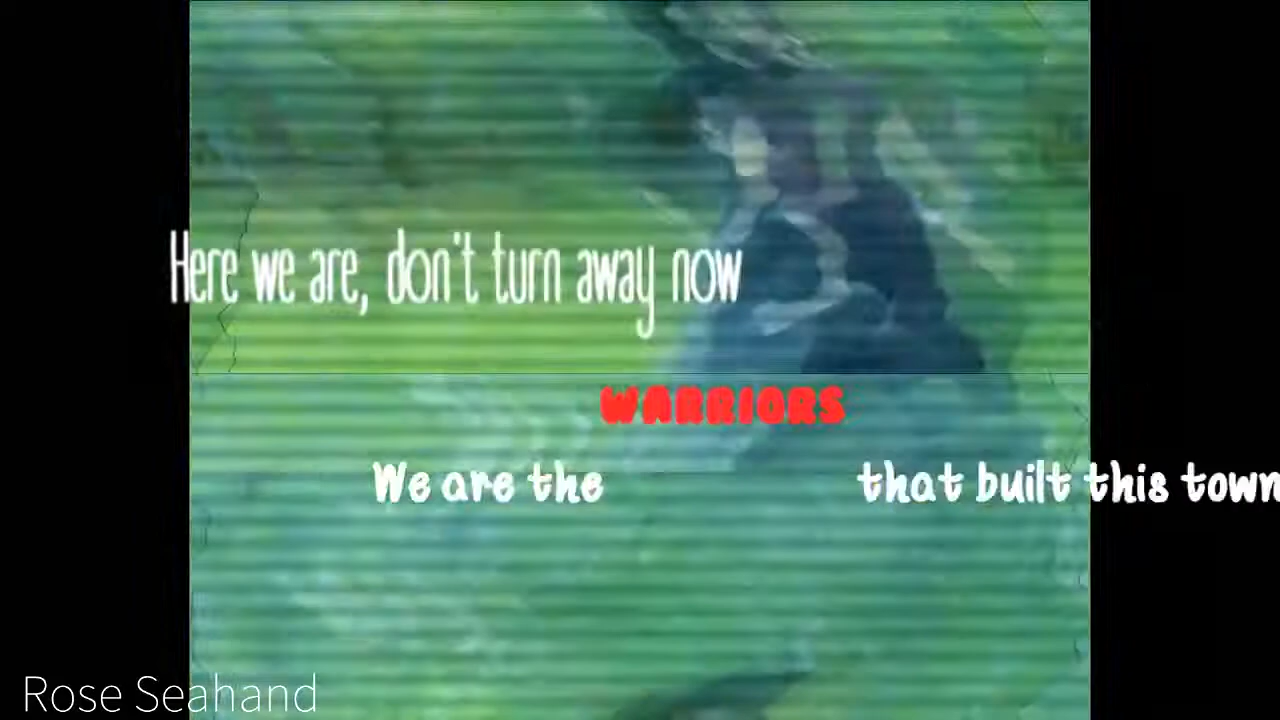 Here we are, don't turn away now
WARRIORS
We are the that built this town
Rose Seahand